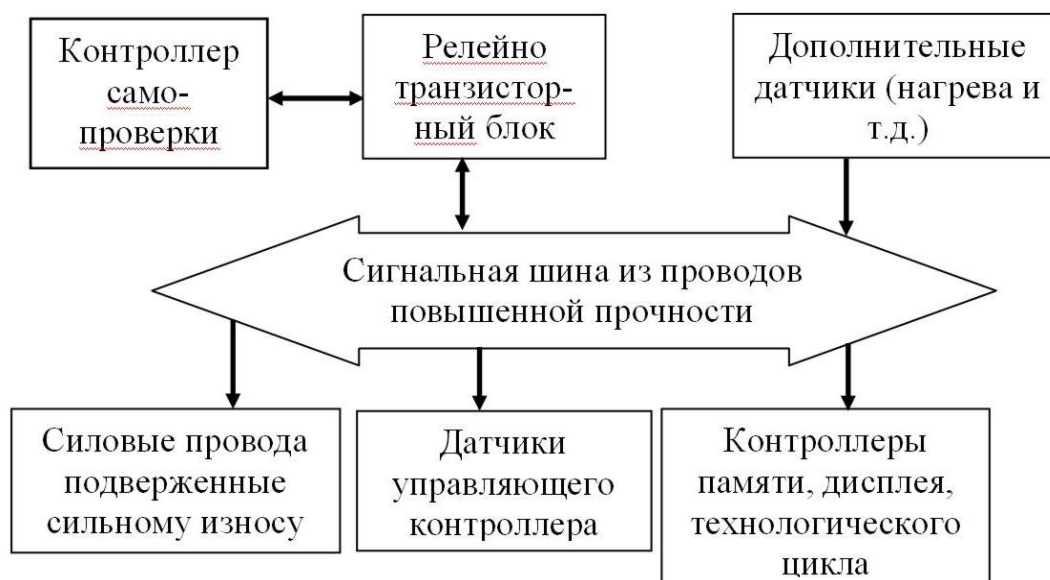 Контроллер
само-
проверки
Релейно
транзистор-
ный блок
Дополнительные
датчики (нагрева и
т.д.)
Сигнальная шина из проводов
повышенной прочности
Силовые провода
подверженные
сильному износу
Датчики
управляющего
контроллера
Контроллеры
памяти, дисплея,
технологического
цикла